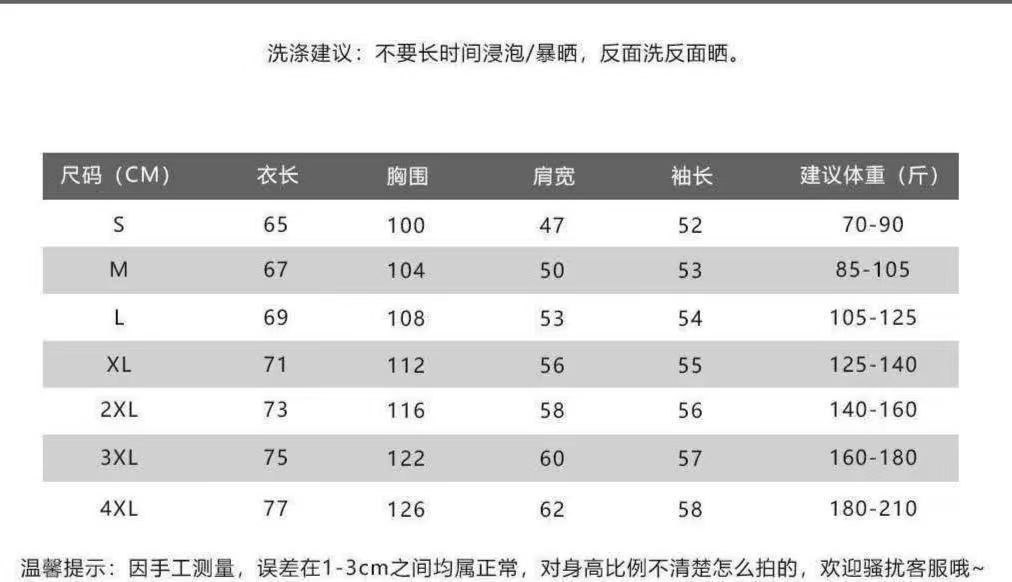 洗涤建议：不要长时间浸泡/暴晒，反面洗反面晒。
尺码（CM） 衣长 胸围 肩宽 袖长 建议体重（斤）
S 65 100 47 52 70-90
M 67 104 50 53 85-105
L 69 108 53 54 105-125
XL 71 112 56 55 125-140
2XL 73 116 58 56 140-160
3XL 75 122 60 57 160-180
4XL 77 126 62 58 180-210
温馨提示：因手工测量，误差在1-3cm之间均属正常，对身高比例不清楚怎么拍的，欢迎骚扰客服哦~